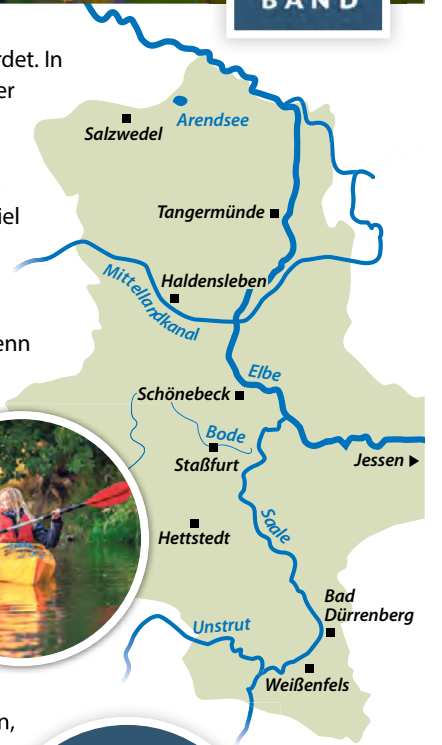 BAND
rdet. In
er
iel
enn
n,
Salzwedel
Arendsee
Tangermünde
Haldensleben
Mittellandkanal
Elbe
Schönebeck
Bode
Staßfurt
Jessen
Hettstedt
Saale
Bad
Dürrenberg
Unstrut
Weißenfels